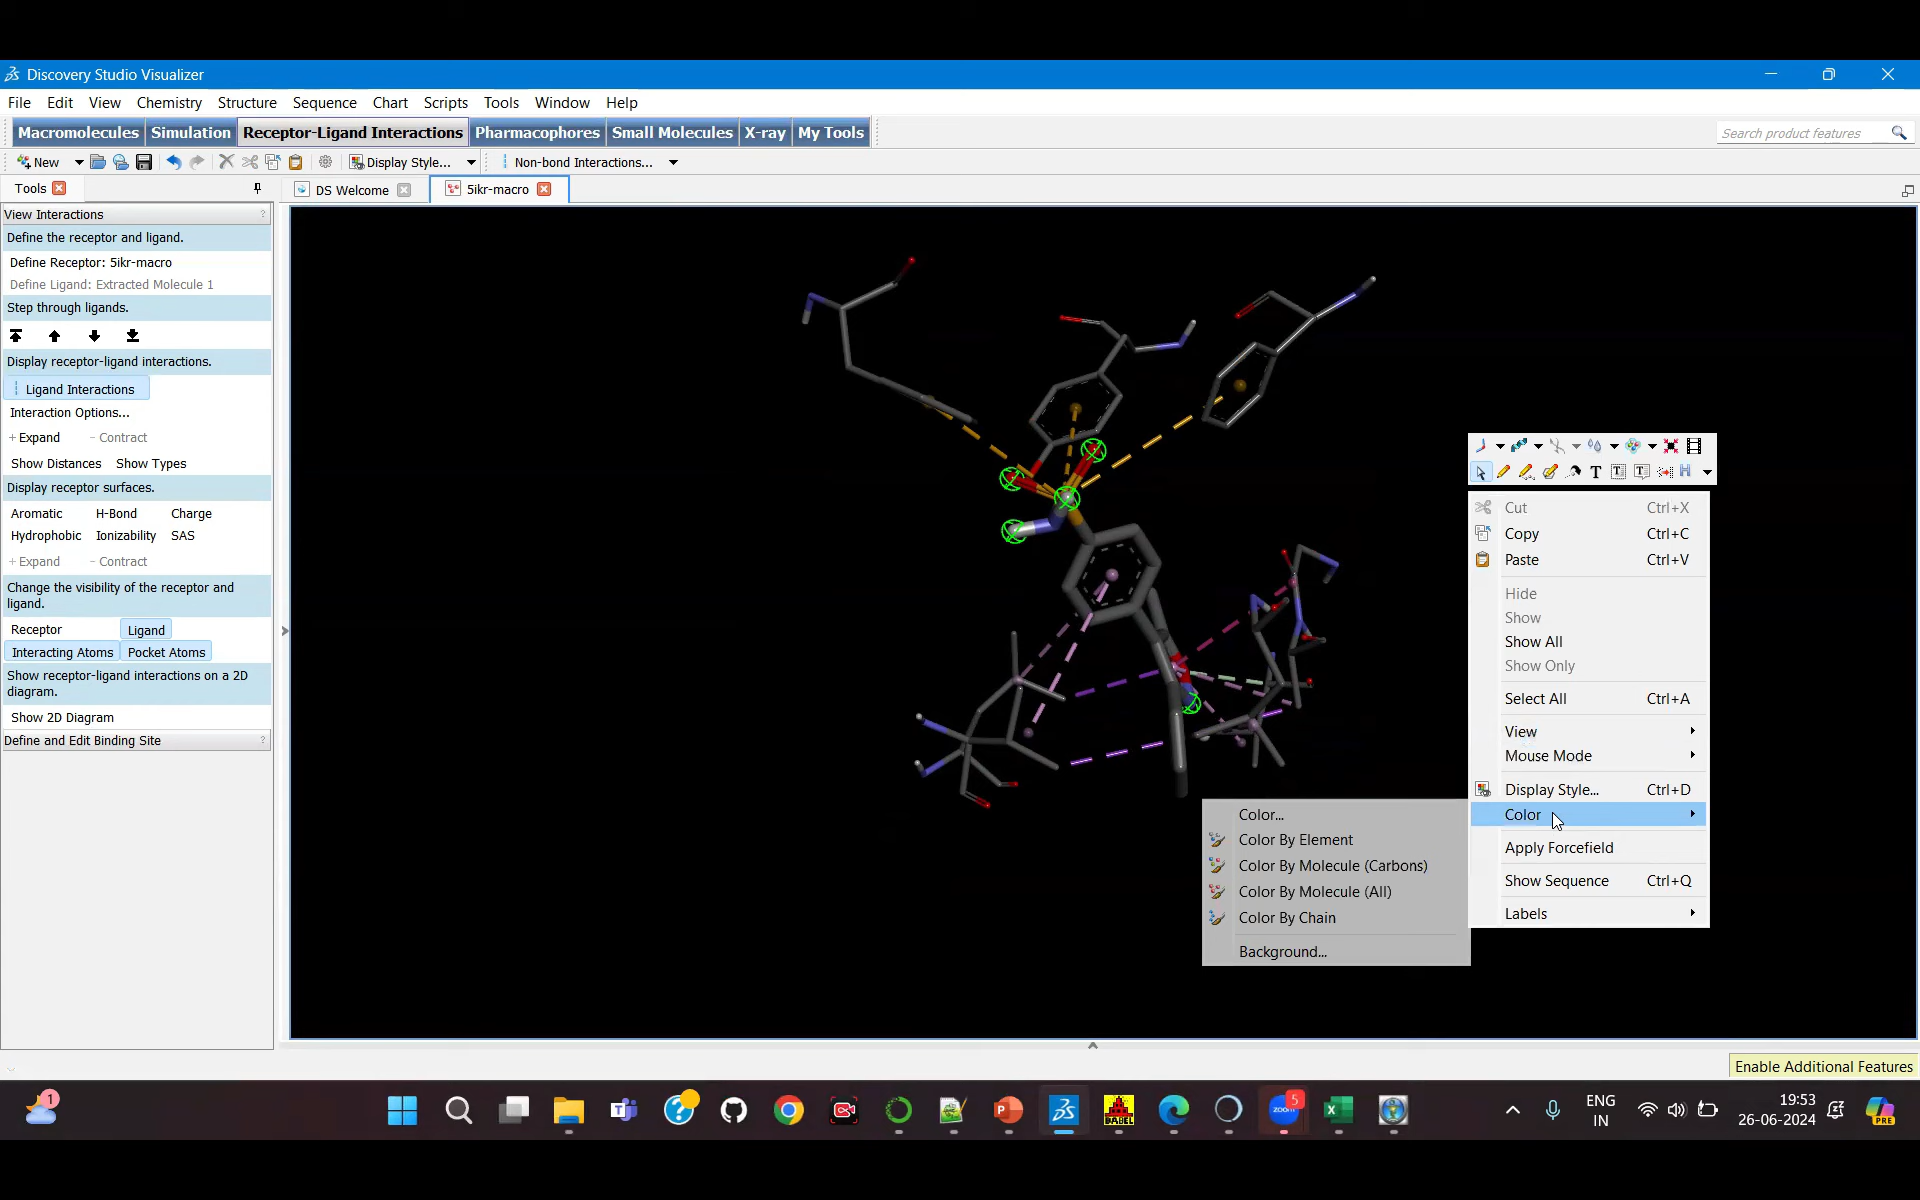 Discovery Studio Visualizer
File Edit View Chemistry Structure Sequence Chart Scripts Tools Window Help
Macromolecules Simulation Receptor-Ligand Interactions Pharmacophores Small Molecules X-ray My Tools
Search product features
New Display Style... Non-bond Interactions...
Tools DS Welcome 5ikr-macro
View Interactions ?
Define the receptor and ligand.
Define Receptor: 5ikr-macro
Define Ligand: Extracted Molecule 1
Step through ligands.
Display receptor-ligand interactions.
Ligand Interactions
Interaction Options...
+ Expand - Contract
Show Distances Show Types
Display receptor surfaces.
Aromatic H-Bond Charge
Hydrophobic Ionizability SAS
+ Expand - Contract
Change the visibility of the receptor and
ligand.
Receptor Ligand
Interacting Atoms Pocket Atoms
Show receptor-ligand interactions on a 2D
diagram.
Show 2D Diagram
Define and Edit Binding Site ?
T H
Cut Ctrl+X
Copy Ctrl+C
Paste Ctrl+V
Hide
Show
Show All
Show Only
Select All Ctrl+A
View
Mouse Mode
Display Style... Ctrl+D
Color
Apply Forcefield
Show Sequence Ctrl+Q
Labels
Color...
Color By Element
Color By Molecule (Carbons)
Color By Molecule (All)
Color By Chain
Background...
Enable Additional Features
1
zoom 5
BABEL
ENG
IN
19:53
26-06-2024
PRE